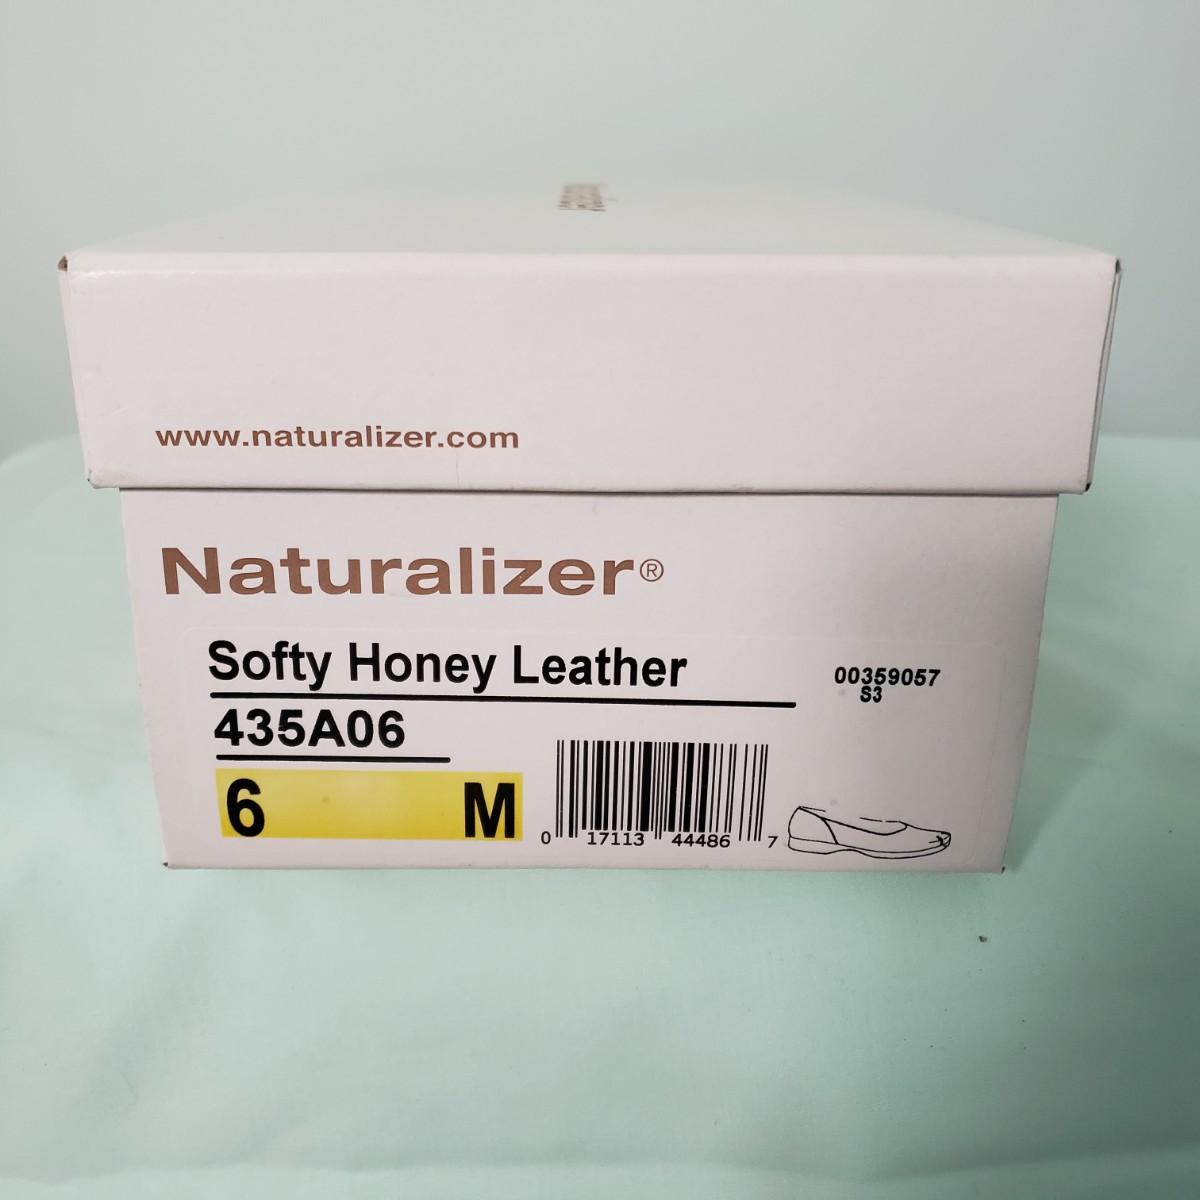 www.naturalizer.com
Naturalizer®
Softy Honey Leather
00359057
S3
435A06
6 M
0 17113 44486 7